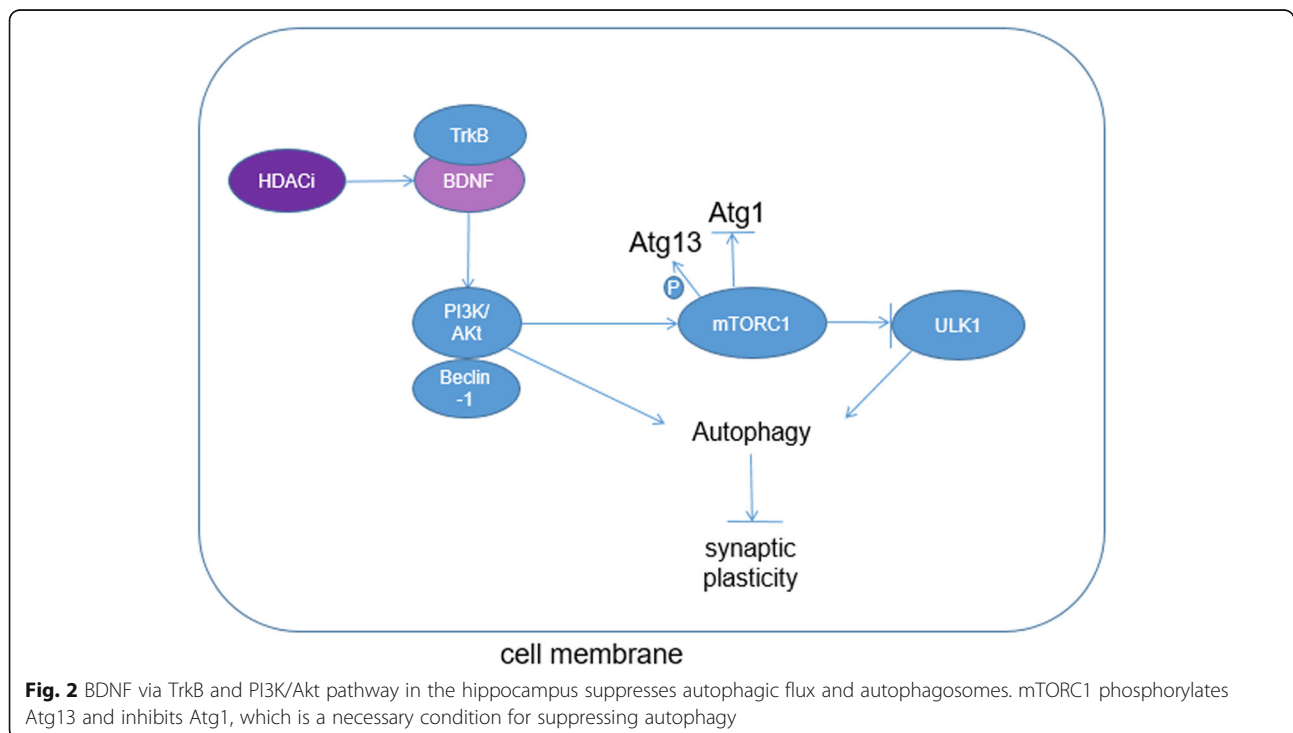 TrkB
HDACi
BDNF
Atg1
Atg13
P
PI3K/
AKt
mTORC1
ULK1
Beclin
-1
Autophagy
synaptic
plasticity
cell membrane
Fig. 2 BDNF via TrkB and PI3K/Akt pathway in the hippocampus suppresses autophagic flux and autophagosomes. mTORC1 phosphorylates
Atg13 and inhibits Atg1, which is a necessary condition for suppressing autophagy